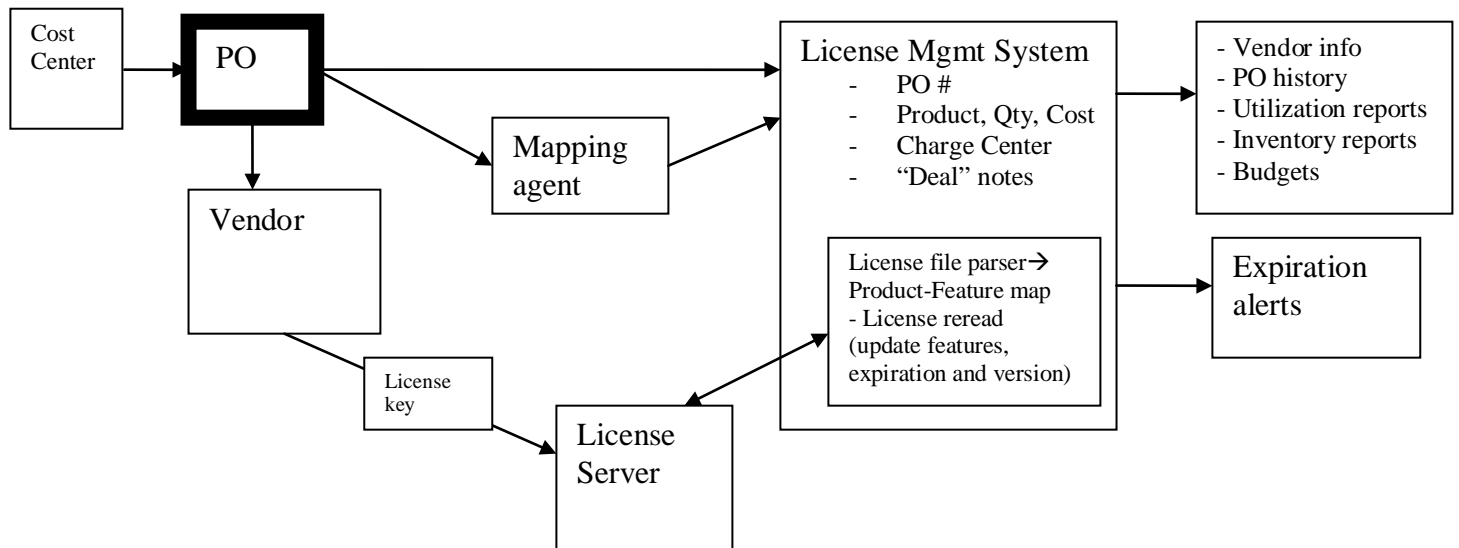 Cost
Center
PO
License Mgmt System
- PO #
- Product, Qty, Cost
- Charge Center
- “Deal” notes
- Vendor info
- PO history
- Utilization reports
- Inventory reports
- Budgets
Mapping
agent
Vendor
License file parser→
Product-Feature map
- License reread
(update features,
expiration and version)
Expiration
alerts
License
key
License
Server